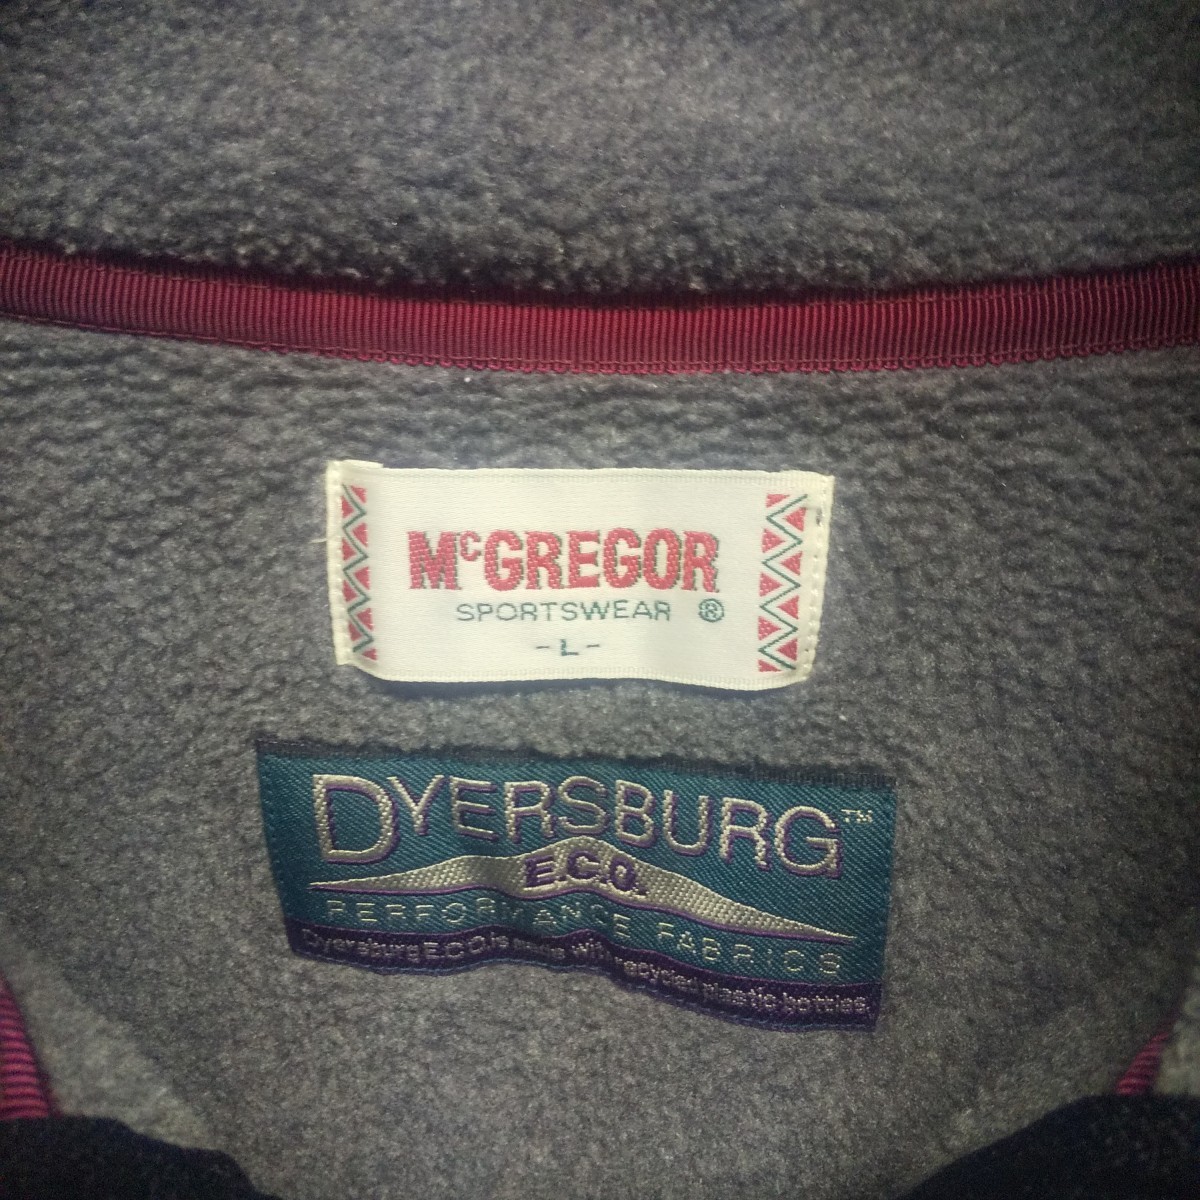 McGREGOR
SPORTSWEAR ®
-L-
DYERSBURG™
E.C.O.
PERFORMANCE FABRICS
Dyersburg E.C.O. is made with recycled plastic bottles.